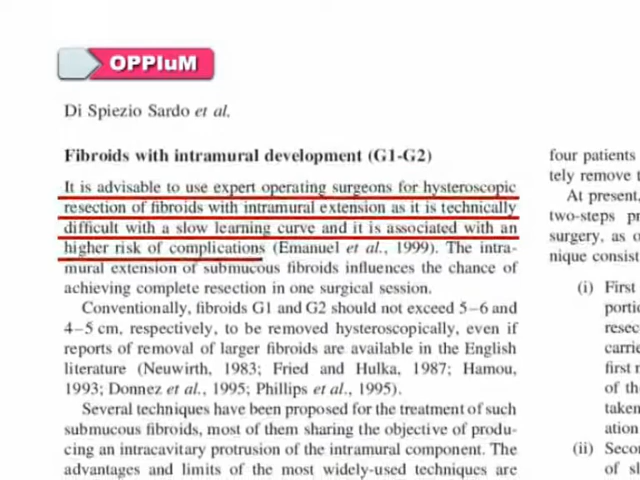 OPPIuM
Di Spiezio Sardo et al.
Fibroids with intramural development (G1-G2)
It is advisable to use expert operating surgeons for hysteroscopic
resection of fibroids with intramural extension as it is technically
difficult with a slow learning curve and it is associated with an
higher risk of complications (Emanuel et al., 1999). The intra-
mural extension of submucous fibroids influences the chance of
achieving complete resection in one surgical session.
Conventionally, fibroids G1 and G2 should not exceed 5–6 and
4–5 cm, respectively, to be removed hysteroscopically, even if
reports of removal of larger fibroids are available in the English
literature (Neuwirth, 1983; Fried and Hulka, 1987; Hamou,
1993; Donnez et al., 1995; Phillips et al., 1995).
Several techniques have been proposed for the treatment of such
submucous fibroids, most of them sharing the objective of produ-
cing an intracavitary protrusion of the intramural component. The
advantages and limits of the most widely-used techniques are
four patients
tely remove t
At present,
two-steps p
surgery, as o
nique consist
(i) First
portio
resec
carrie
first r
of the
taken
ation
(ii) Secon
of sl